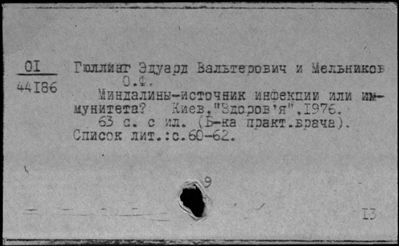 01
44186
Гюллинг Эдуард Вальтерович и Мельников
О.Ф.
Миндалины-источник инфекции или им-
мунитета? Киев,"Здоров'я",1976.
63 с. с ил. (Б-ка практ.врача).
Список лит.:с.60-62.
9
13